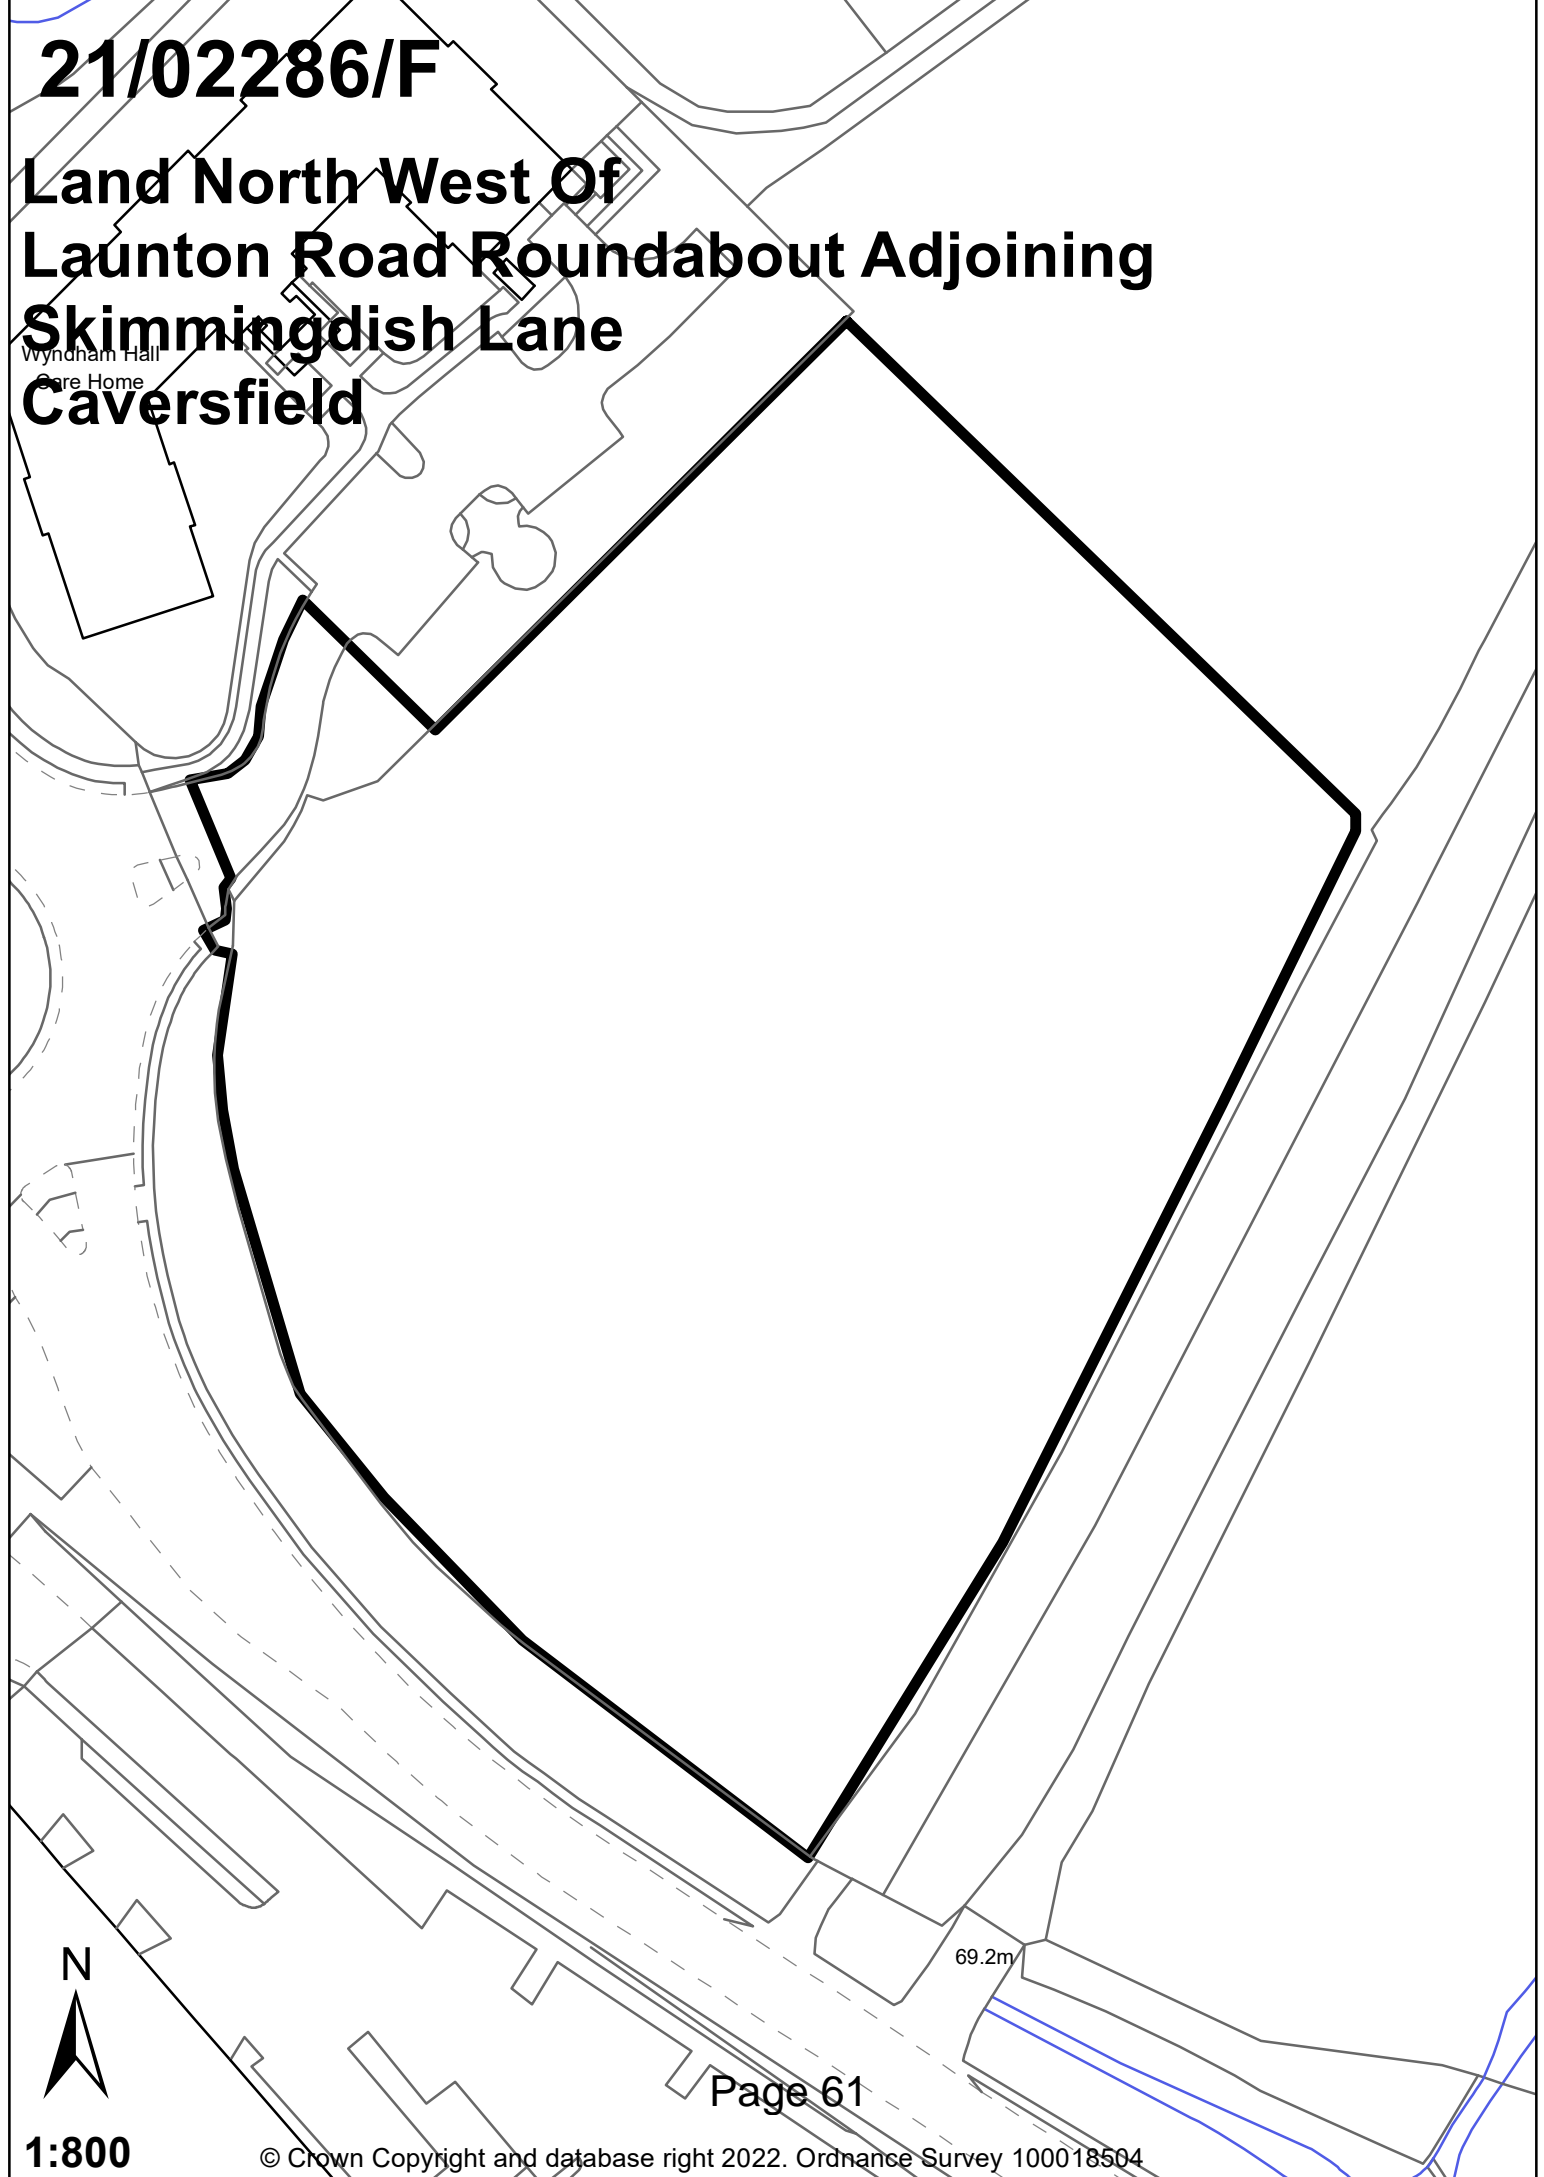 21/02286/F
Land North West Of
Launton Road Roundabout Adjoining
Skimmingdish Lane
Caversfield
Wyndham Hall
Care Home
69.2m
N
Page 61
1:800
© Crown Copyright and database right 2022. Ordnance Survey 100018504